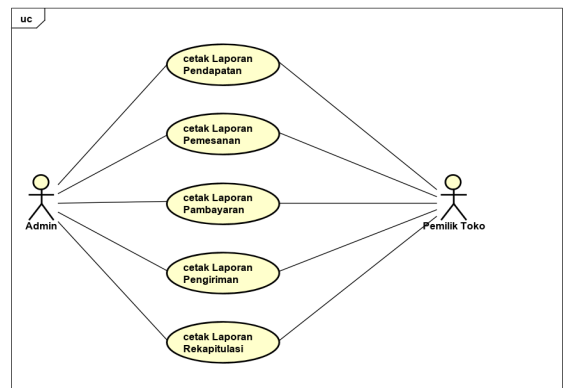 uc
cetak Laporan
Pendapatan
cetak Laporan
Pemesanan
cetak Laporan
Pambayaran
cetak Laporan
Pengiriman
cetak Laporan
Rekapitulasi
Admin
Pemilik Toko